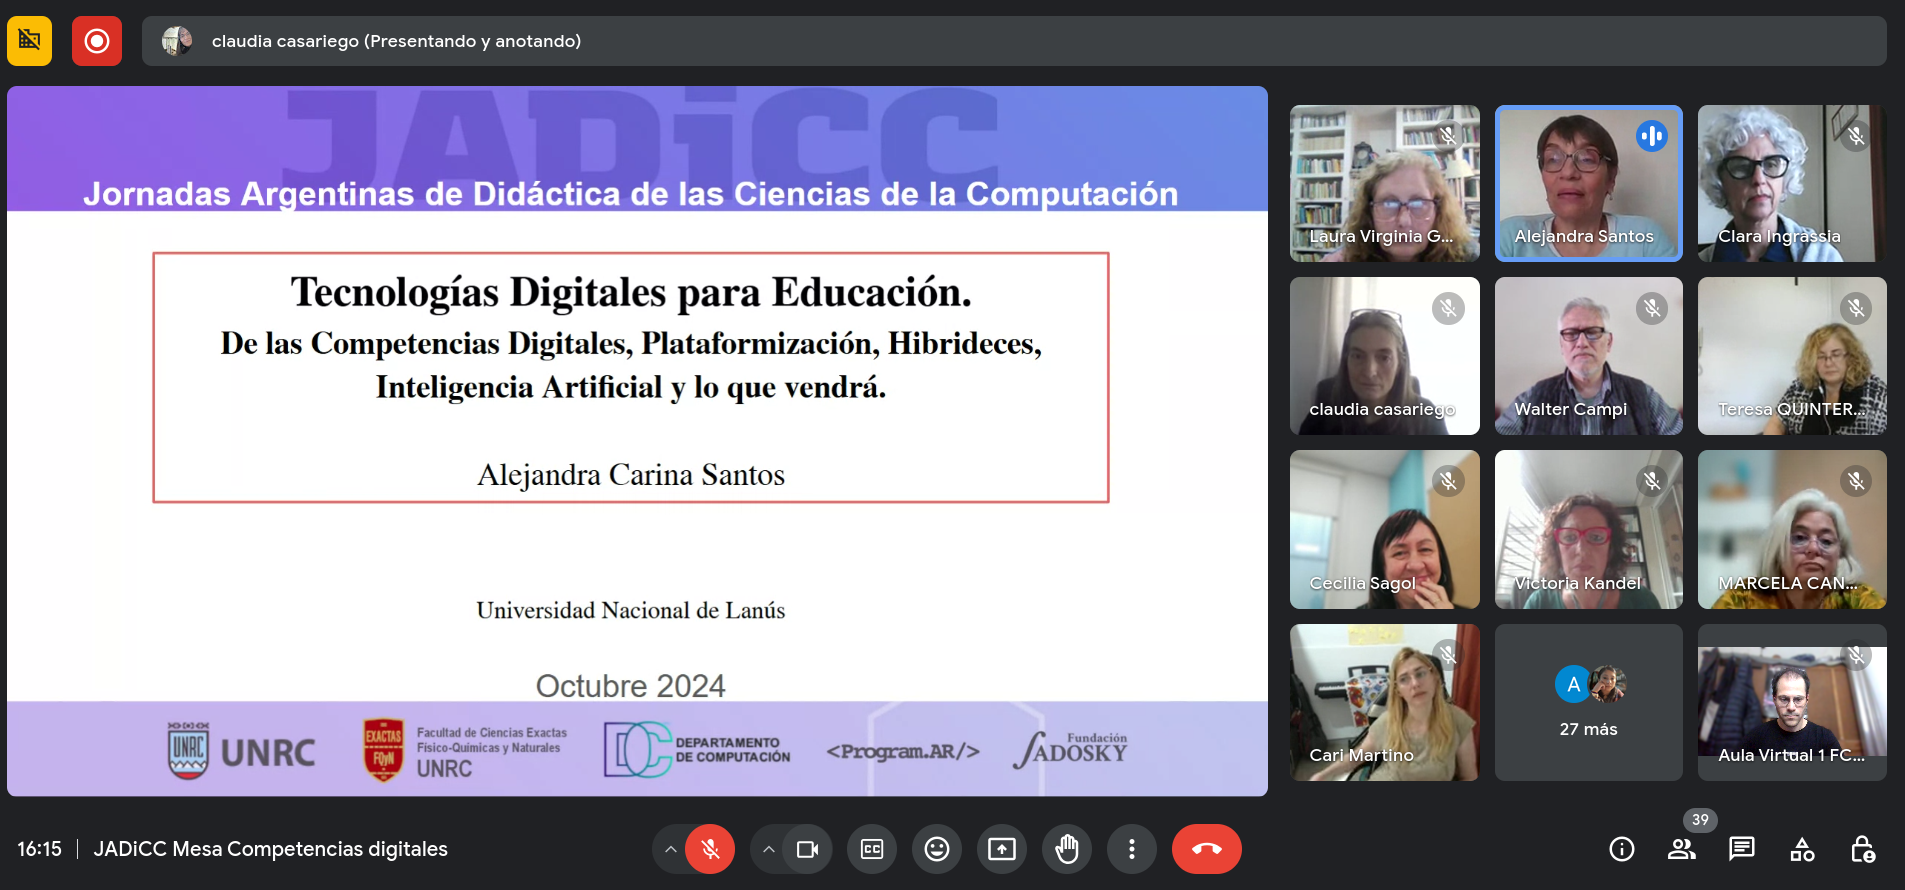 claudia casariego (Presentando y anotando)
JADiCC
Jornadas Argentinas de Didáctica de las Ciencias de la Computación
Tecnologías Digitales para Educación.
De las Competencias Digitales, Plataformización, Hibrideces,
Inteligencia Artificial y lo que vendrá.
Alejandra Carina Santos
Universidad Nacional de Lanús
Octubre 2024
UNRC
UNRC
EXACTAS
FQyN
Facultad de Ciencias Exactas
Físico-Químicas y Naturales
UNRC
DC
DEPARTAMENTO
DE COMPUTACIÓN
<Program.AR/>
Fundación
SADOSKY
Laura Virginia G...
Alejandra Santos
Clara Ingrassia
claudia casariego
Walter Campi
Teresa QUINTER...
Cecilia Sagol
Victoria Kandel
MARCELA CAN...
Cari Martino
A
27 más
Aula Virtual 1 FC...
16:15
JADiCC Mesa Competencias digitales
CC
39